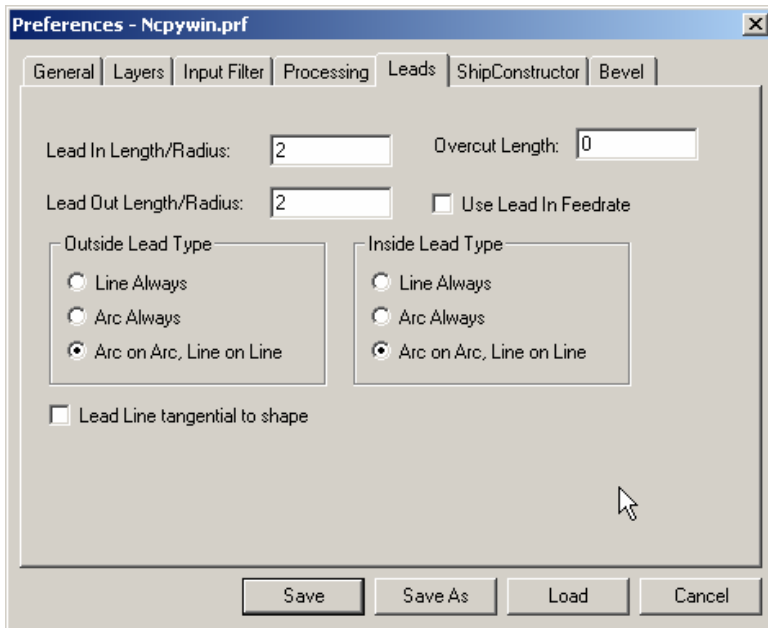 Preferences - Ncpywin.prf
General Layers Input Filter Processing Leads ShipConstructor Bevel
Lead In Length/Radius: 2 Overcut Length: 0
Lead Out Length/Radius: 2 Use Lead In Feedrate
Outside Lead Type Inside Lead Type
Line Always Line Always
Arc Always Arc Always
Arc on Arc, Line on Line Arc on Arc, Line on Line
Lead Line tangential to shape
Save Save As Load Cancel